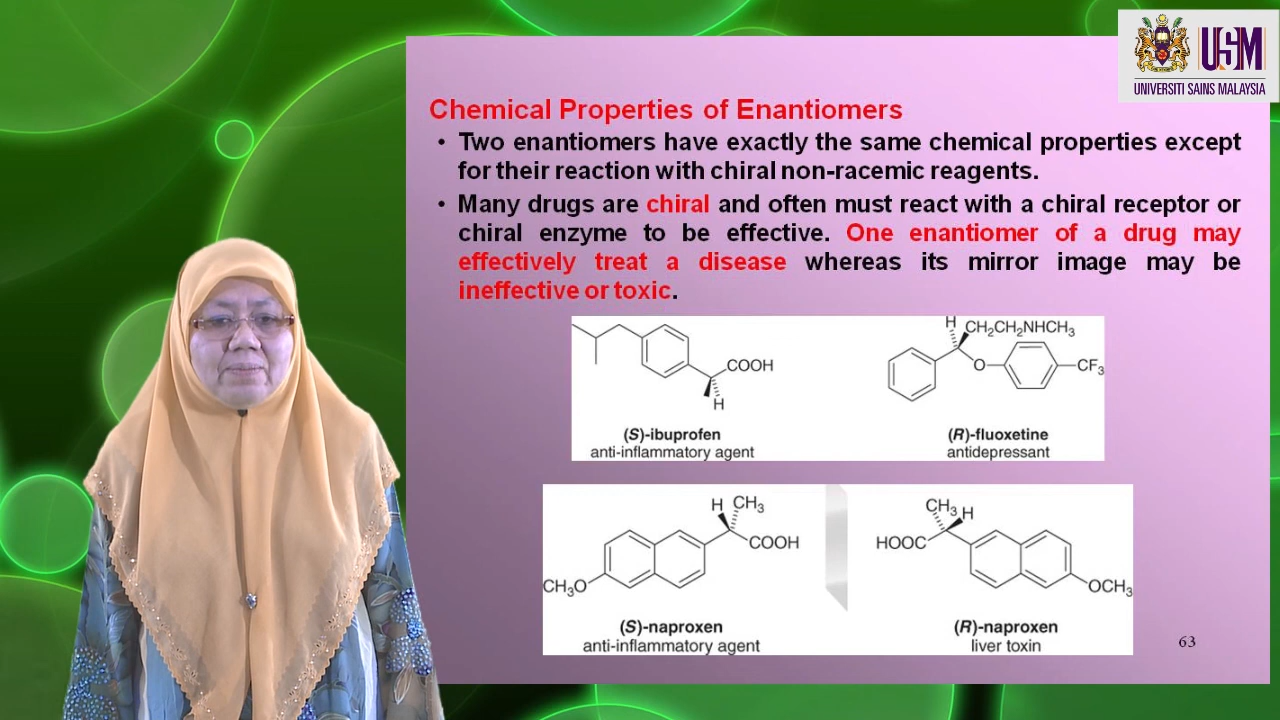 USM
UNIVERSITI SAINS MALAYSIA
Chemical Properties of Enantiomers
• Two enantiomers have exactly the same chemical properties except
for their reaction with chiral non-racemic reagents.
• Many drugs are chiral and often must react with a chiral receptor or
chiral enzyme to be effective. One enantiomer of a drug may
effectively treat a disease whereas its mirror image may be
ineffective or toxic.
COOH
H
(S)-ibuprofen
anti-inflammatory agent
H
CH₂CH₂NHCH₃
O
CF₃
(R)-fluoxetine
antidepressant
H CH₃
COOH
CH₃O
(S)-naproxen
anti-inflammatory agent
CH₃ H
HOOC
OCH₃
(R)-naproxen
liver toxin
63